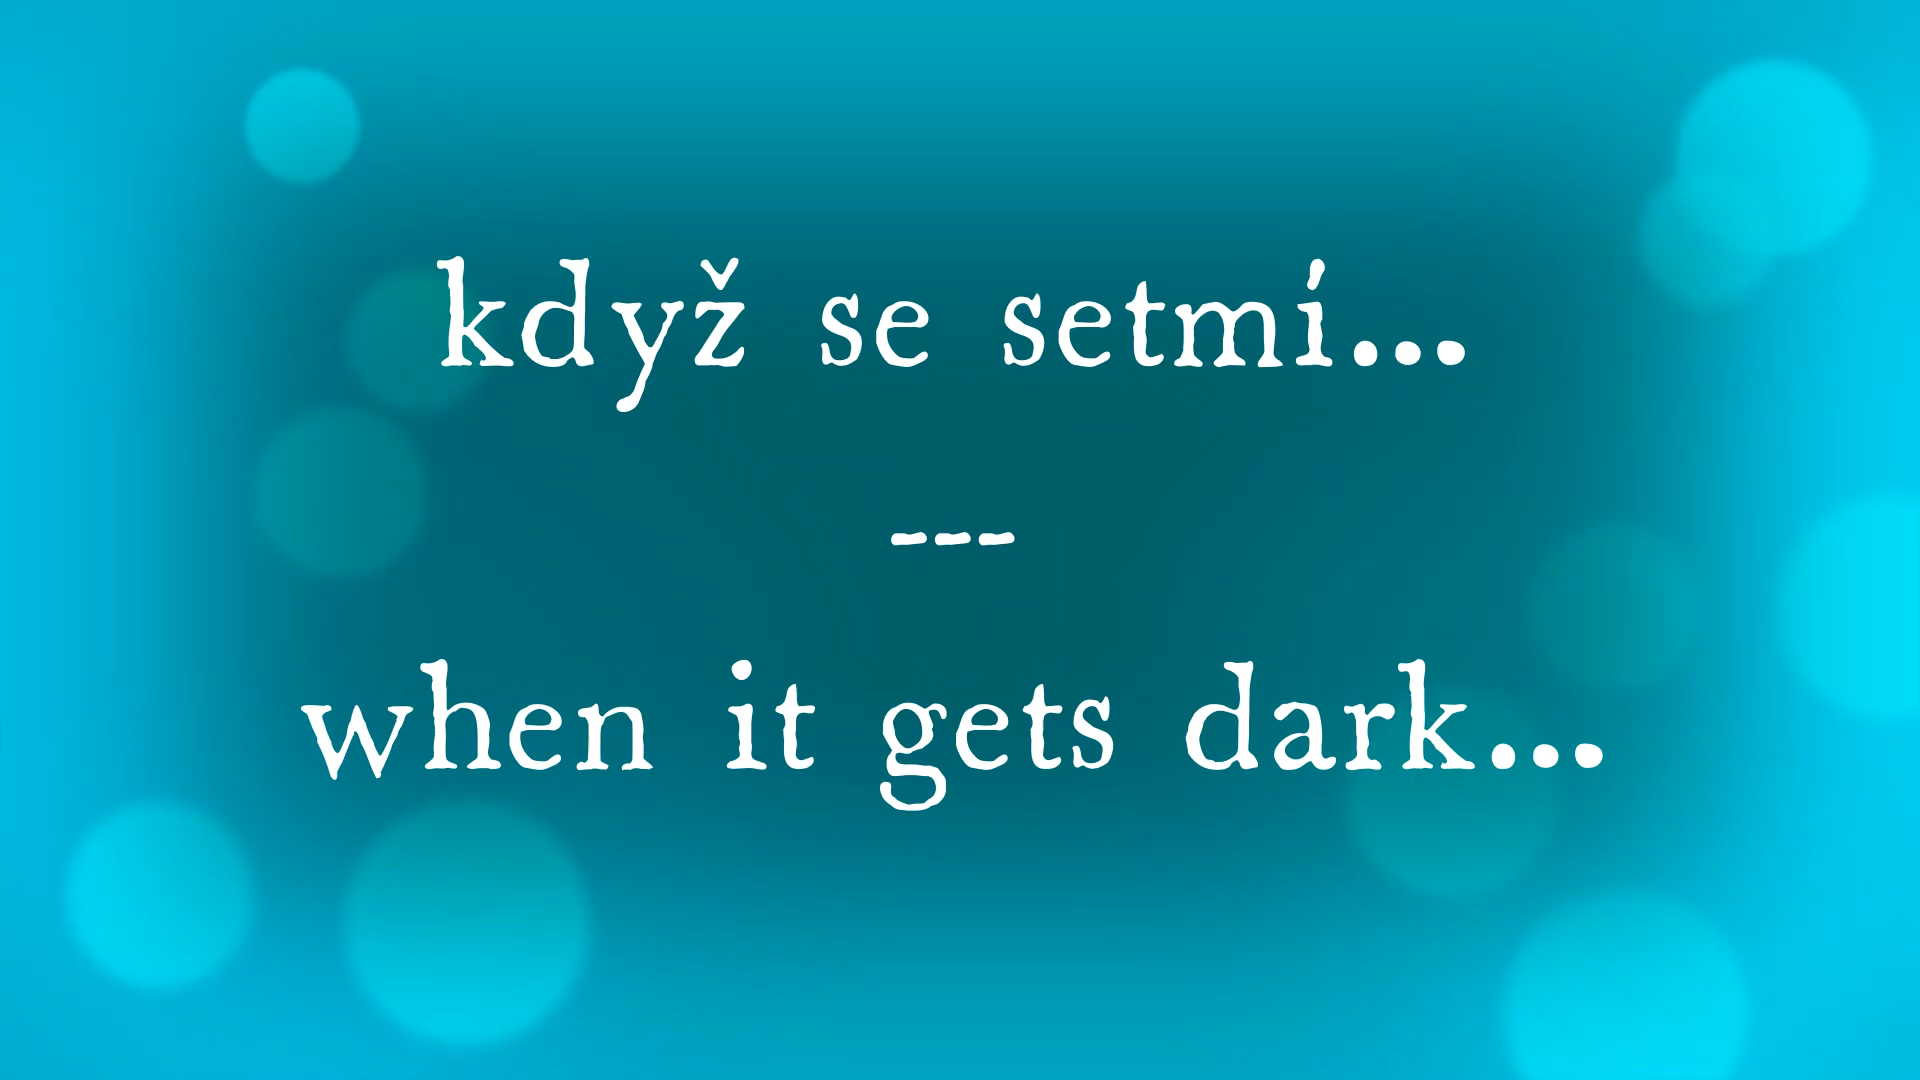 když se setmí...
---
when it gets dark...